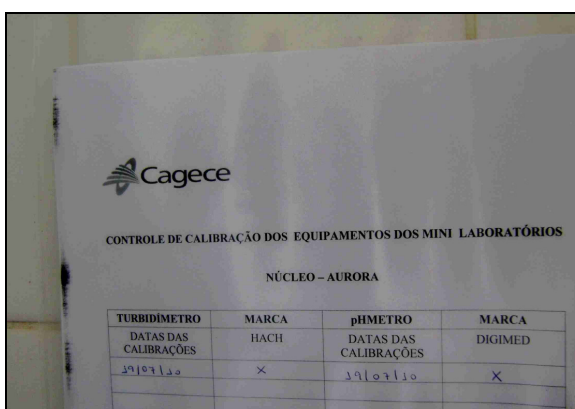 Cagece
CONTROLE DE CALIBRAÇÃO DOS EQUIPAMENTOS DOS MINI LABORATÓRIOS
NÚCLEO – AURORA
TURBIDÍMETRO MARCA pHMETRO MARCA
DATAS DAS CALIBRAÇÕES HACH DATAS DAS CALIBRAÇÕES DIGIMED
19/07/10 X 19/07/10 X